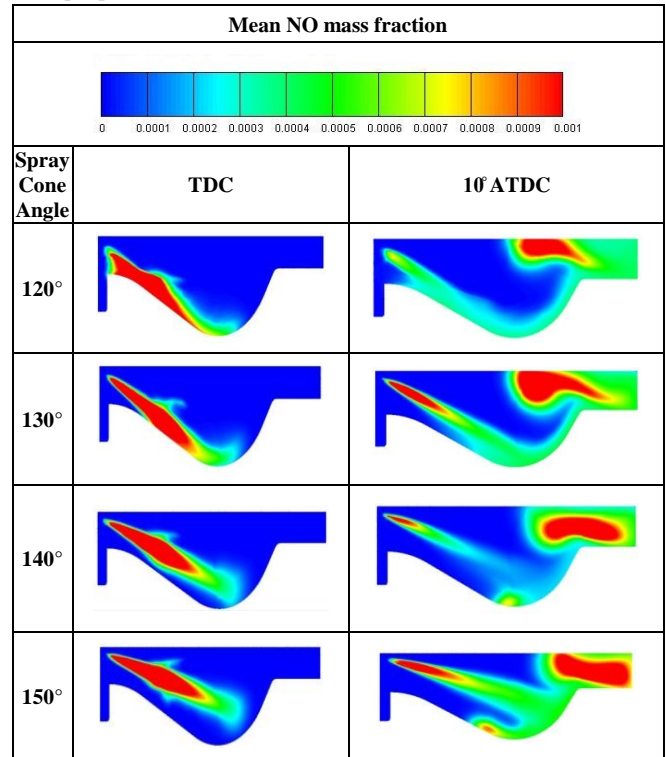 Mean NO mass fraction
0 0.0001 0.0002 0.0003 0.0004 0.0005 0.0006 0.0007 0.0008 0.0009 0.001
Spray
Cone
Angle
TDC
10° ATDC
120°
130°
140°
150°